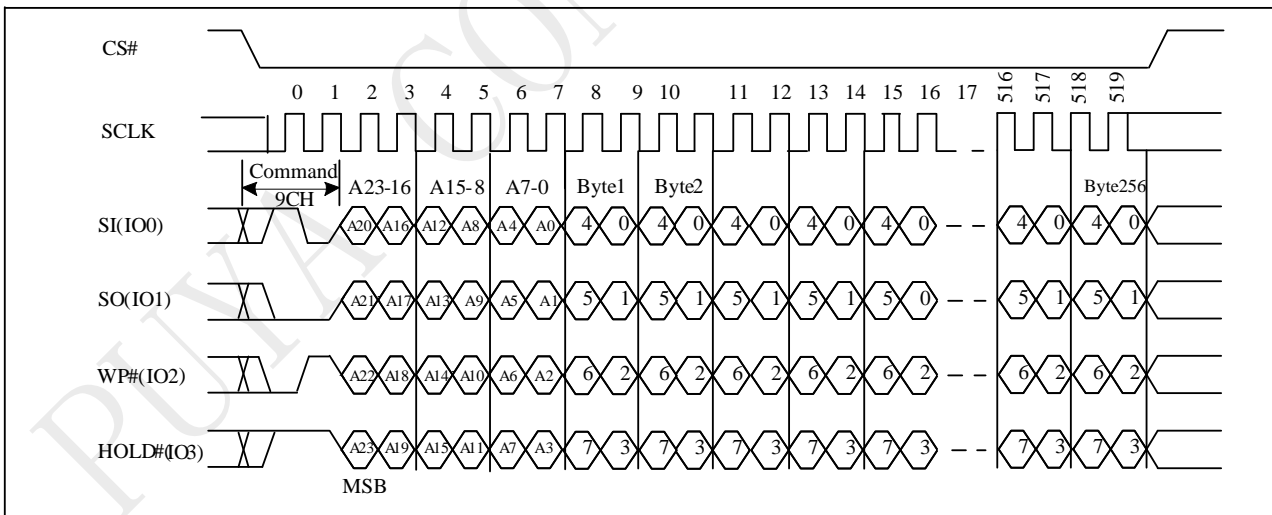 CS#
0 1 2 3 4 5 6 7 8 9 10 11 12 13 14 15 16 17 516 517 518 519
SCLK
Command
9CH
A23-16 A15-8 A7-0 Byte1 Byte2 Byte256
SI(IO0) A20 A16 A12 A8 A4 A0 4 0 4 0 4 0 4 0 4 0 4 0 4 0
SO(IO1) A21 A17 A13 A9 A5 A1 5 1 5 1 5 1 5 1 5 0 5 1 5 1
WP#(IO2) A22 A18 A14 A10 A6 A2 6 2 6 2 6 2 6 2 6 2 6 2 6 2
HOLD#(IO3) A23 A19 A15 A11 A7 A3 7 3 7 3 7 3 7 3 7 3 7 3 7 3
MSB
PUYA CON